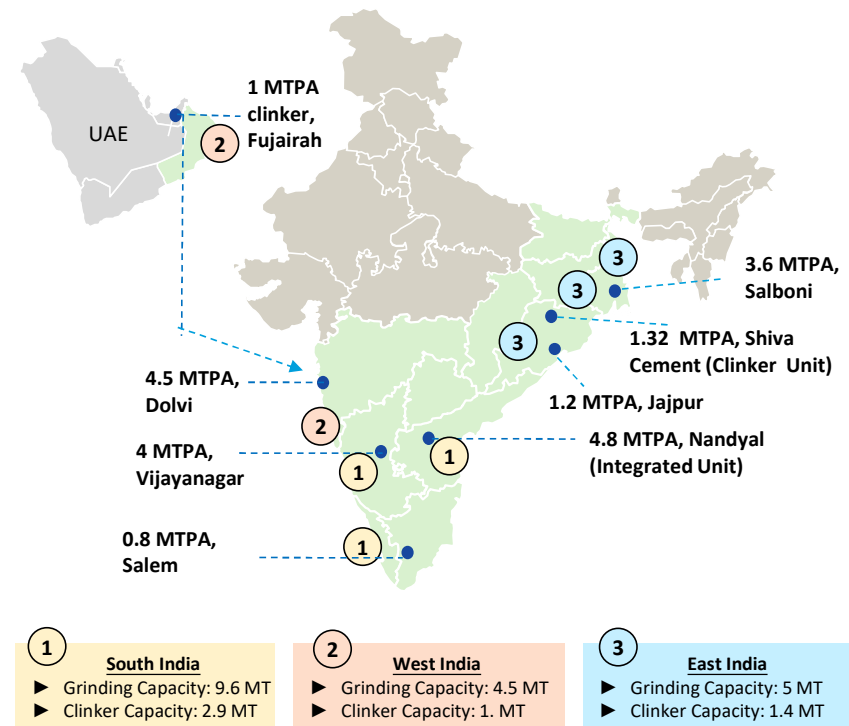 1 MTPA
clinker,
Fujairah
UAE
2
3
3
3
3.6 MTPA,
Salboni
1.32 MTPA, Shiva
Cement (Clinker Unit)
1.2 MTPA, Jajpur
4.5 MTPA,
Dolvi
2
4.8 MTPA, Nandyal
(Integrated Unit)
4 MTPA,
Vijayanagar
1
1
0.8 MTPA,
Salem
1
1
South India
► Grinding Capacity: 9.6 MT
► Clinker Capacity: 2.9 MT
2
West India
► Grinding Capacity: 4.5 MT
► Clinker Capacity: 1. MT
3
East India
► Grinding Capacity: 5 MT
► Clinker Capacity: 1.4 MT